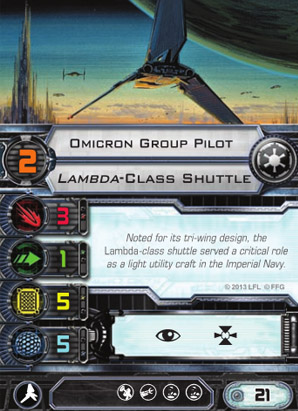 Omicron Group Pilot
2
Lambda-Class Shuttle
3
Noted for its tri-wing design, the
Lambda-class shuttle served a critical role
as a light utility craft in the Imperial Navy.
1
© 2013 LFL © FFG
5
5
21